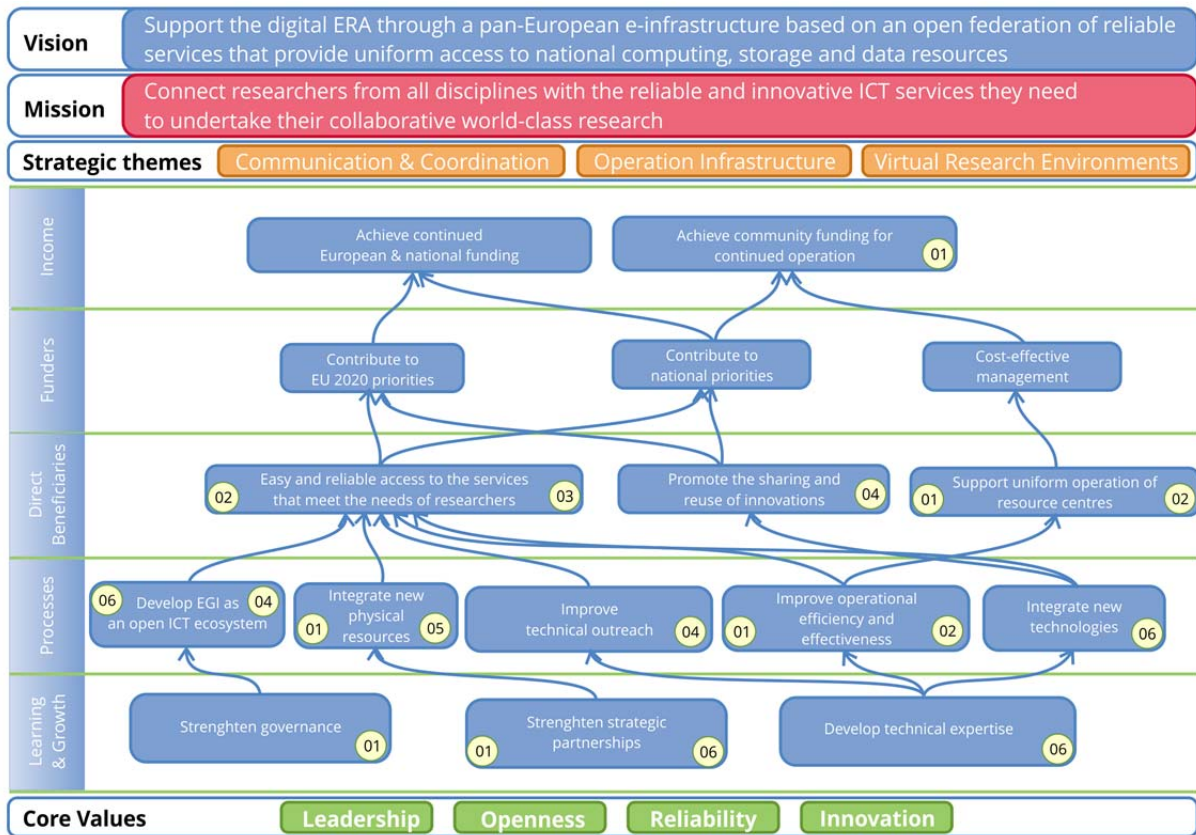 Vision
Support the digital ERA through a pan-European e-infrastructure based on an open federation of reliable
services that provide uniform access to national computing, storage and data resources
Mission
Connect researchers from all disciplines with the reliable and innovative ICT services they need
to undertake their collaborative world-class research
Strategic themes
Communication & Coordination
Operation Infrastructure
Virtual Research Environments
Income
Achieve continued
European & national funding
Achieve community funding for
continued operation
01
Funders
Contribute to
EU 2020 priorities
Contribute to
national priorities
Cost-effective
management
Direct
Beneficiaries
02
Easy and reliable access to the services
that meet the needs of researchers
03
Promote the sharing and
reuse of innovations
04
01
Support uniform operation of
resource centres
02
Processes
06
Develop EGI as
an open ICT ecosystem
04
01
Integrate new
physical
resources
05
Improve
technical outreach
04
01
Improve operational
efficiency and
effectiveness
02
Integrate new
technologies
06
Learning
& Growth
Strenghten governance
01
01
Strenghten strategic
partnerships
06
Develop technical expertise
06
Core Values
Leadership
Openness
Reliability
Innovation